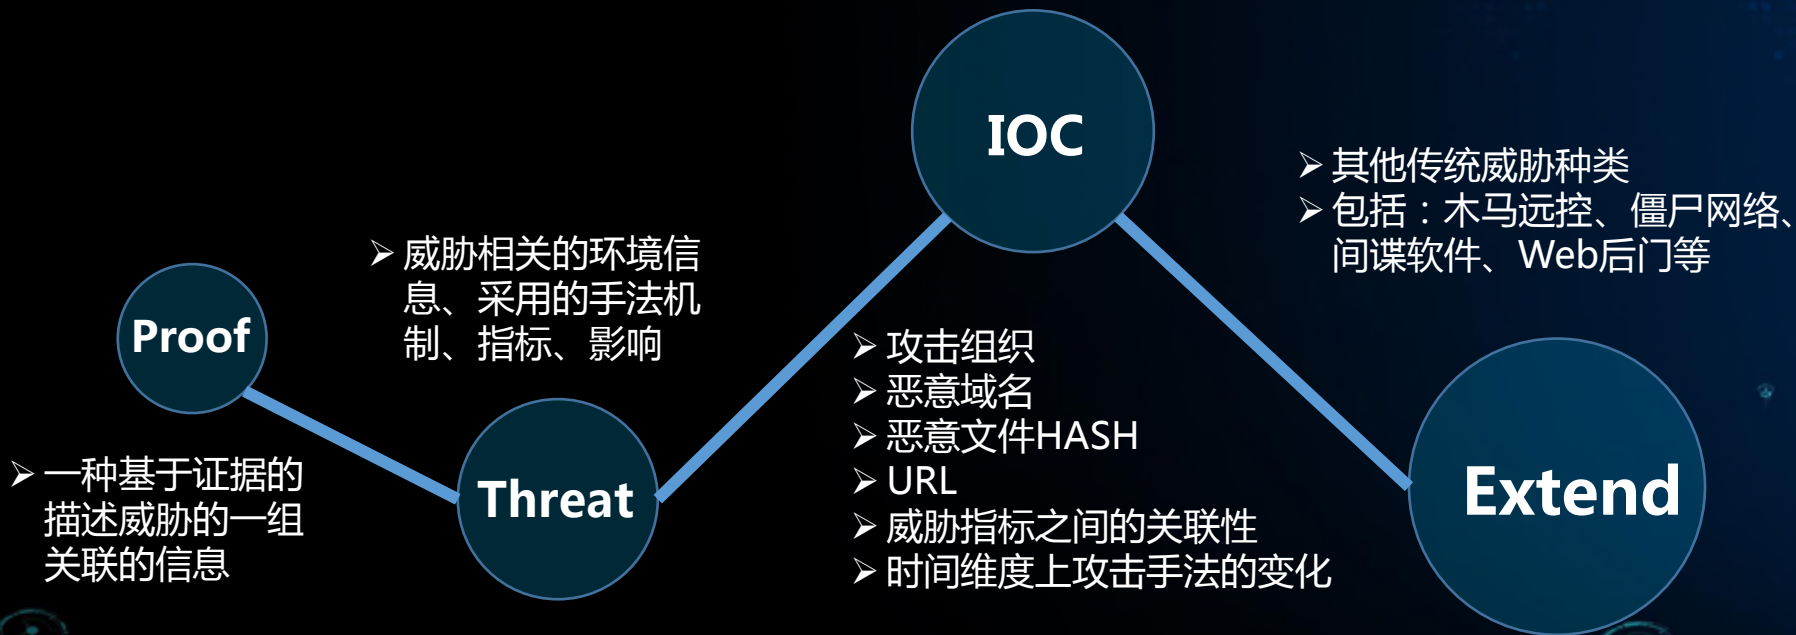 Proof
➢ 一种基于证据的
描述威胁的一组
关联的信息
➢ 威胁相关的环境信
息、采用的手法机
制、指标、影响
Threat
IOC
➢ 攻击组织
➢ 恶意域名
➢ 恶意文件HASH
➢ URL
➢ 威胁指标之间的关联性
➢ 时间维度上攻击手法的变化
➢ 其他传统威胁种类
➢ 包括：木马远控、僵尸网络、
间谍软件、Web后门等
Extend